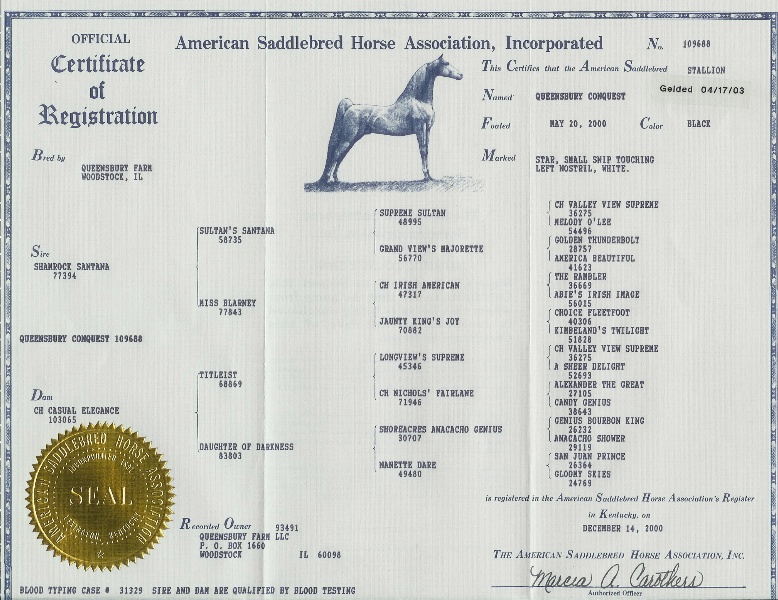 OFFICIAL
Certificate
of
Registration
American Saddlebred Horse Association, Incorporated
No. 109688
This Certifies that the American Saddlebred STALLION
Gelded 04/17/03
Named QUEENSBURY CONQUEST
Foaled MAY 20, 2000 Color BLACK
Marked STAR, SMALL SNIP TOUCHING
LEFT NOSTRIL, WHITE.
Bred by
QUEENSBURY FARM
WOODSTOCK, IL
Sire
SHAMROCK SANTANA
77394
QUEENSBURY CONQUEST 109688
Dam
CH CASUAL ELEGANCE
103065
SULTAN'S SANTANA
58735
MISS BLARNEY
77843
TITLEIST
68869
DAUGHTER OF DARKNESS
83803
SUPREME SULTAN
48995
GRAND VIEW'S MAJORETTE
56770
CH IRISH AMERICAN
47317
JAUNTY KING'S JOY
70882
LONGVIEW'S SUPREME
45346
CH NICHOLS' FAIRLANE
71946
SHOREACRES ANACACHO GENIUS
30707
NANETTE DARE
49480
CH VALLEY VIEW SUPREME
36275
MELODY O'LEE
54496
GOLDEN THUNDERBOLT
28757
AMERICA BEAUTIFUL
41623
THE RAMBLER
36669
ABIE'S IRISH IMAGE
56015
CHOICE FLEETFOOT
40306
KIMBELAND'S TWILIGHT
51828
CH VALLEY VIEW SUPREME
36275
A SHEER DELIGHT
52693
ALEXANDER THE GREAT
27105
CANDY GENIUS
38643
GENIUS BOURBON KING
26232
ANACACHO SHOWER
29119
SAN JUAN PRINCE
26364
GLOOMY SKIES
24769
AMERICAN SADDLEBRED HORSE ASSOCIATION
SEAL
Recorded Owner 93491
QUEENSBURY FARM LLC
P. O. BOX 1660
WOODSTOCK IL 60098
is registered in the American Saddlebred Horse Association's Register
in Kentucky, on
DECEMBER 14, 2000
THE AMERICAN SADDLEBRED HORSE ASSOCIATION, INC.
Marcia A. Carothers
Authorized Officer
BLOOD TYPING CASE # 31329 SIRE AND DAM ARE QUALIFIED BY BLOOD TESTING